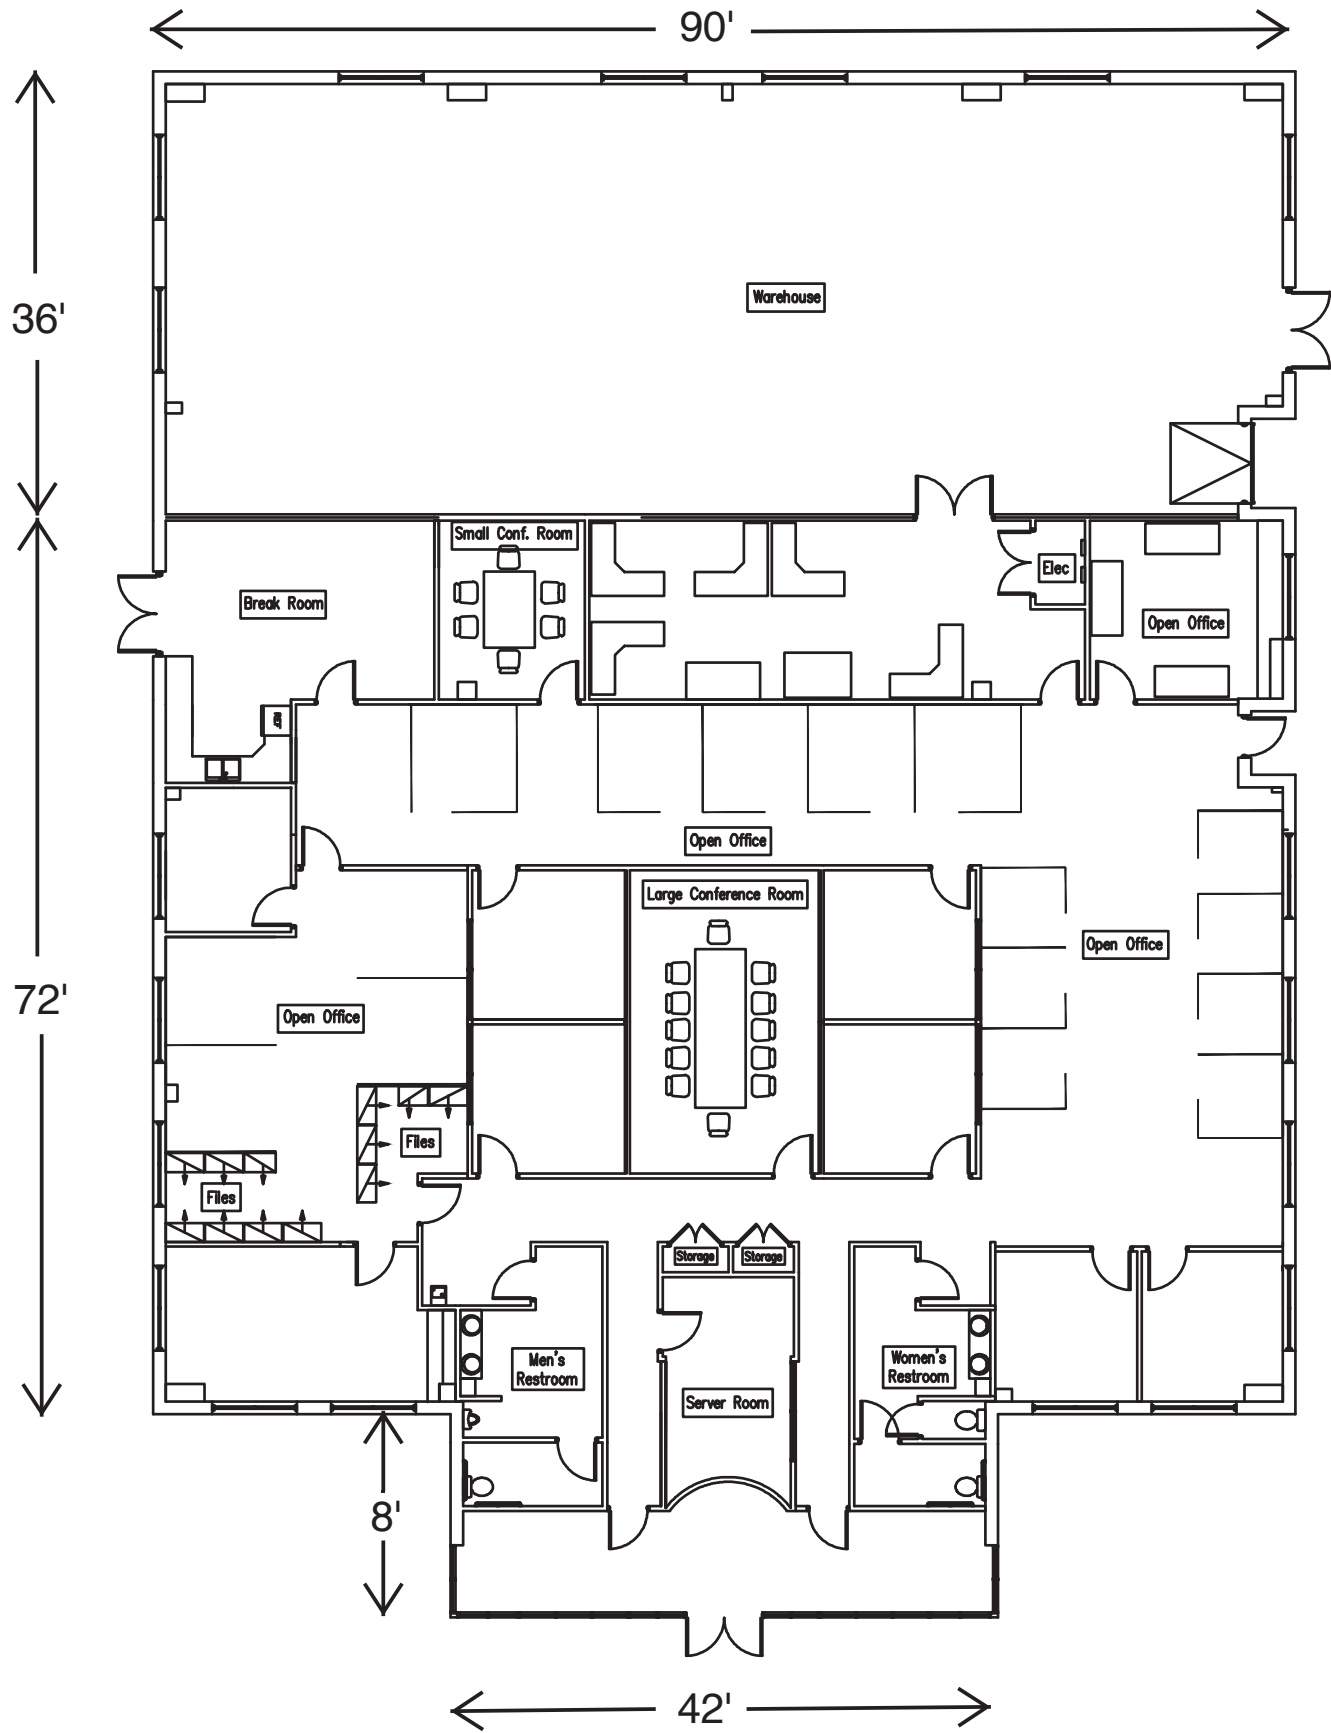 90'
36'
Warehouse
Small Conf. Room
Break Room
Elec
Open Office
REF
Open Office
Large Conference Room
Open Office
72'
Open Office
Files
Files
Storage
Storage
Men's
Restroom
Women's
Restroom
Server Room
8'
42'